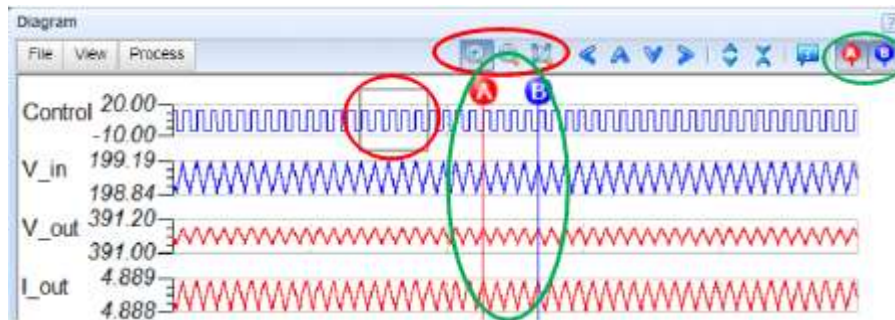 Diagram
File View Process
A B
A B
Control 20.00
-10.00
V_in 199.19
198.84
V_out 391.20
391.00
I_out 4.889
4.888